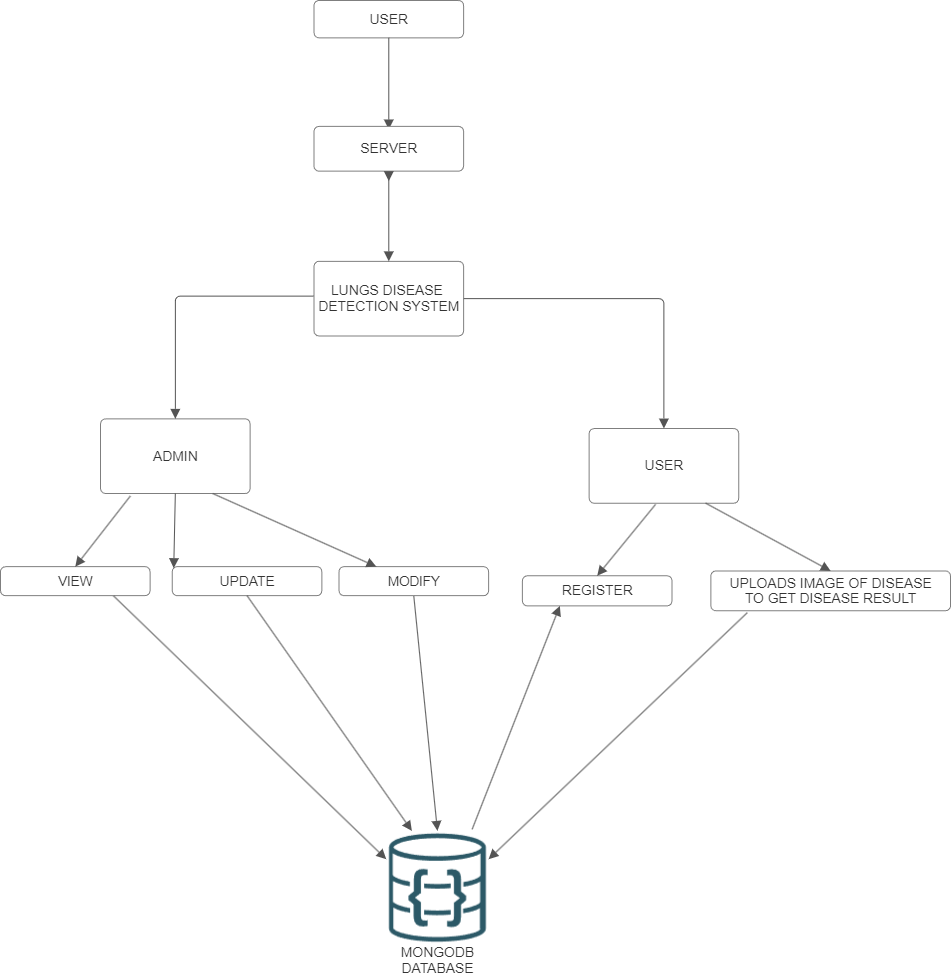 USER
SERVER
LUNGS DISEASE
DETECTION SYSTEM
ADMIN
USER
VIEW
UPDATE
MODIFY
REGISTER
UPLOADS IMAGE OF DISEASE
TO GET DISEASE RESULT
MONGODB
DATABASE